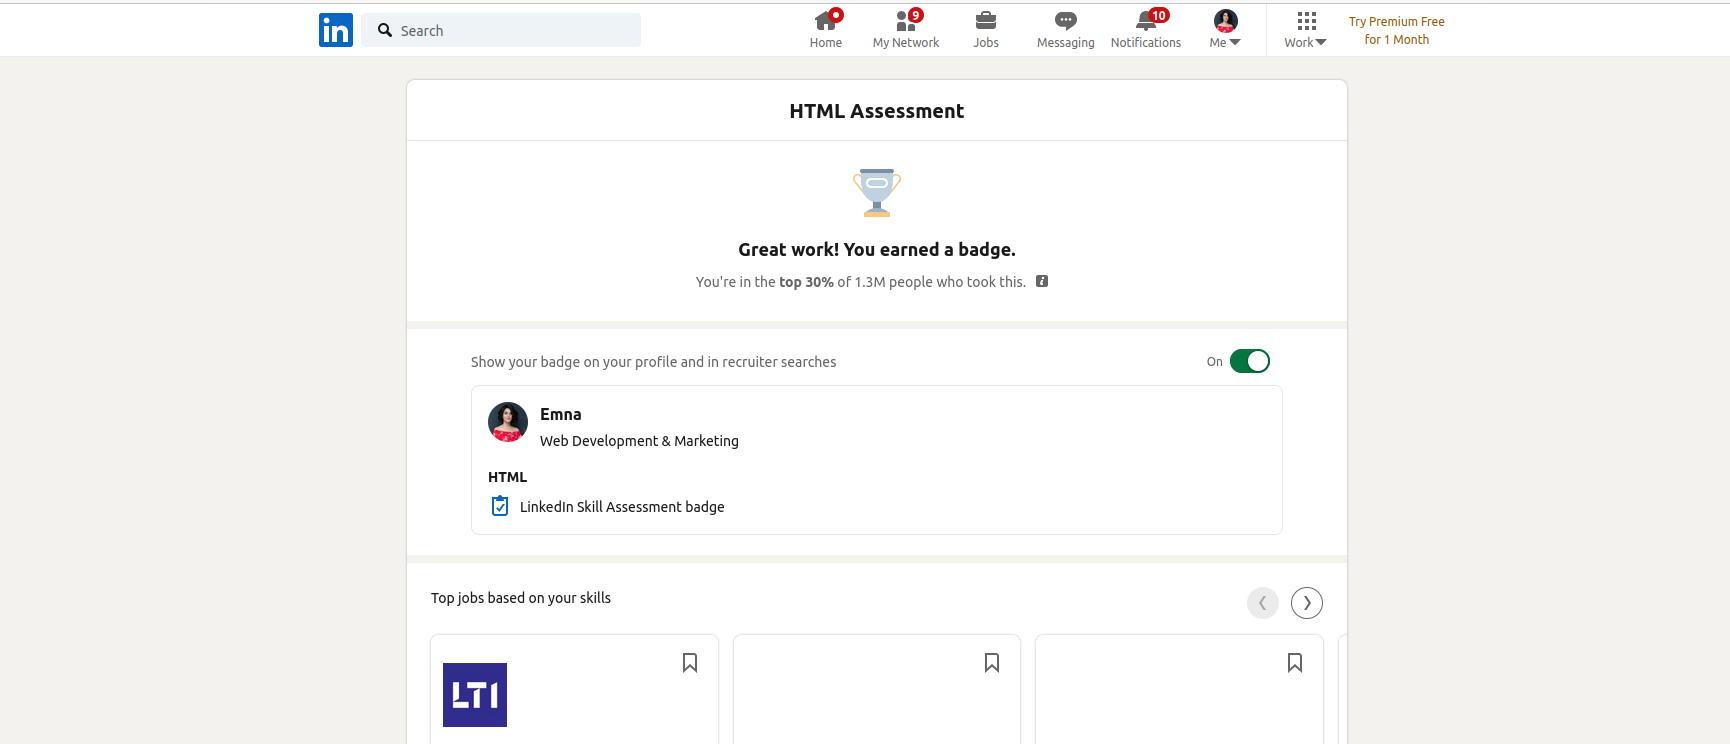 in
Search
Home
9
My Network
Jobs
Messaging
10
Notifications
Me
Work
Try Premium Free
for 1 Month
HTML Assessment
Great work! You earned a badge.
You're in the top 30% of 1.3M people who took this.
Show your badge on your profile and in recruiter searches
On
Emna
Web Development & Marketing
HTML
LinkedIn Skill Assessment badge
Top jobs based on your skills
LTI